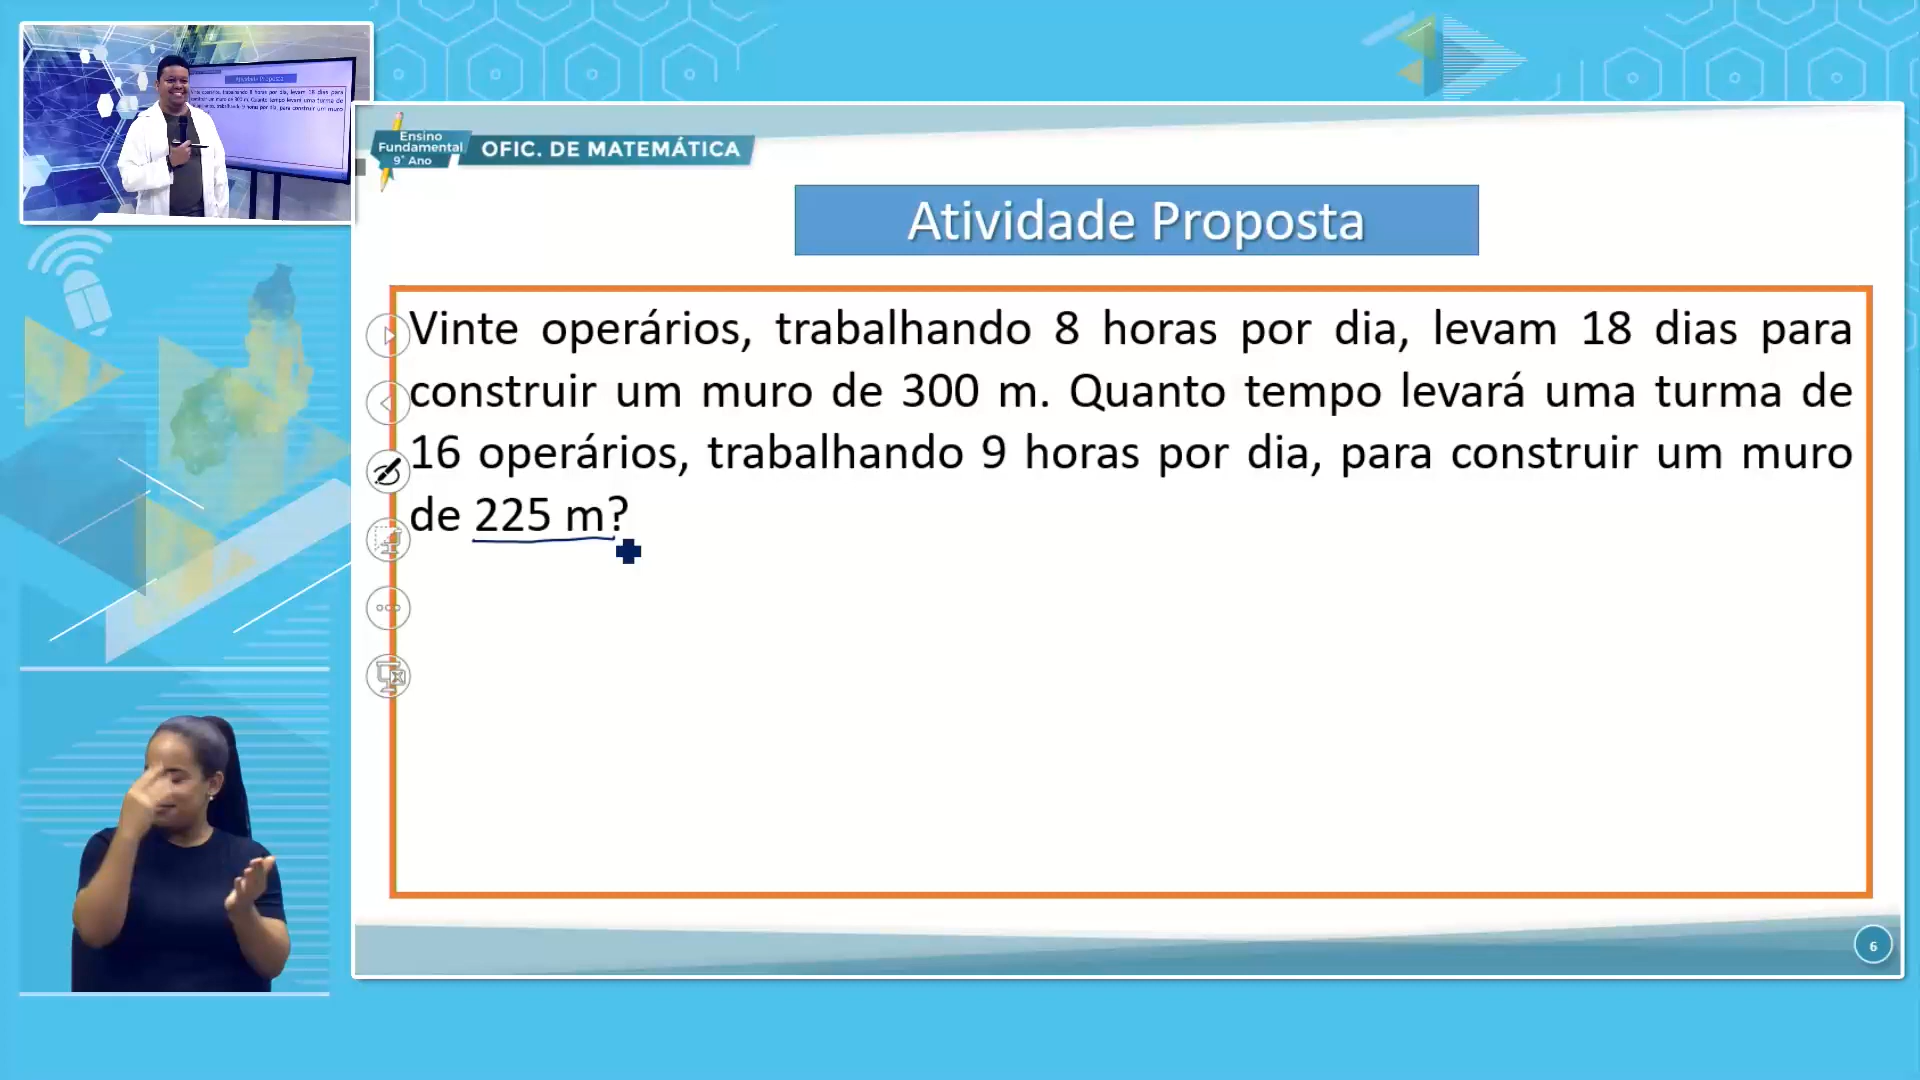 Atividade Proposta
Ensino
Fundamental
9° Ano
OFIC. DE MATEMÁTICA
Atividade Proposta
Vinte operários, trabalhando 8 horas por dia, levam 18 dias para
construir um muro de 300 m. Quanto tempo levará uma turma de
16 operários, trabalhando 9 horas por dia, para construir um muro
de 225 m?
6